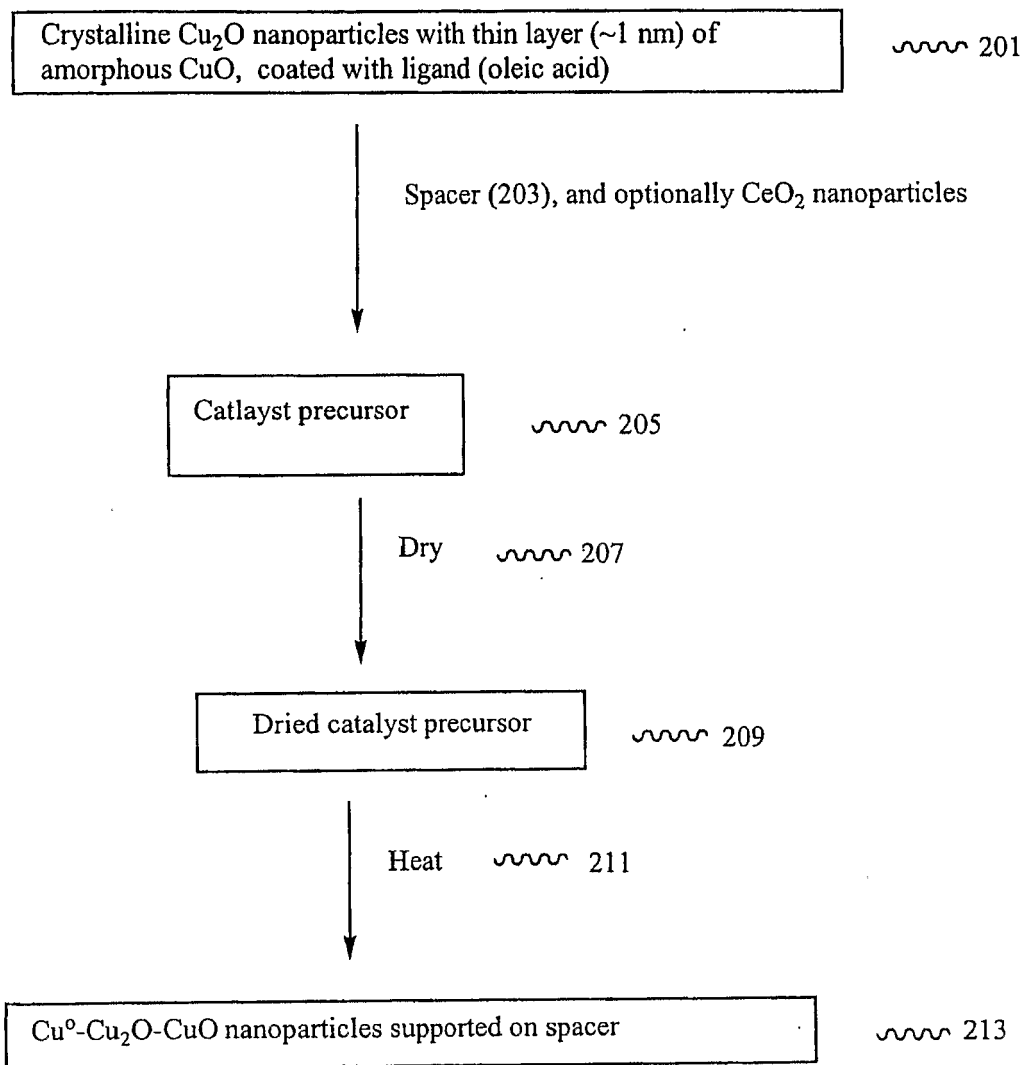 Crystalline Cu₂O nanoparticles with thin layer (~1 nm) of
amorphous CuO, coated with ligand (oleic acid)
201
Spacer (203), and optionally CeO₂ nanoparticles
Catlayst precursor
205
Dry
207
Dried catalyst precursor
209
Heat
211
Cu⁰-Cu₂O-CuO nanoparticles supported on spacer
213